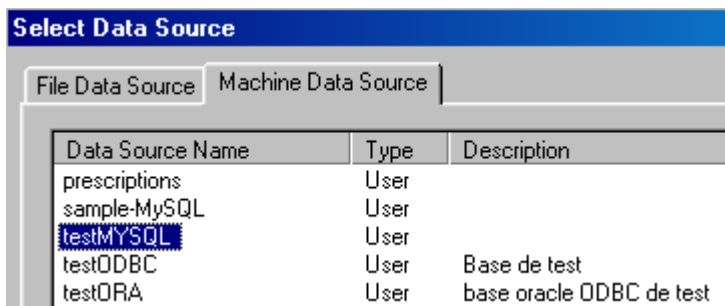 Select Data Source
File Data Source Machine Data Source
Data Source Name Type Description
prescriptions User
sample-MySQL User
testMYSQL User
testODBC User Base de test
testORA User base oracle ODBC de test